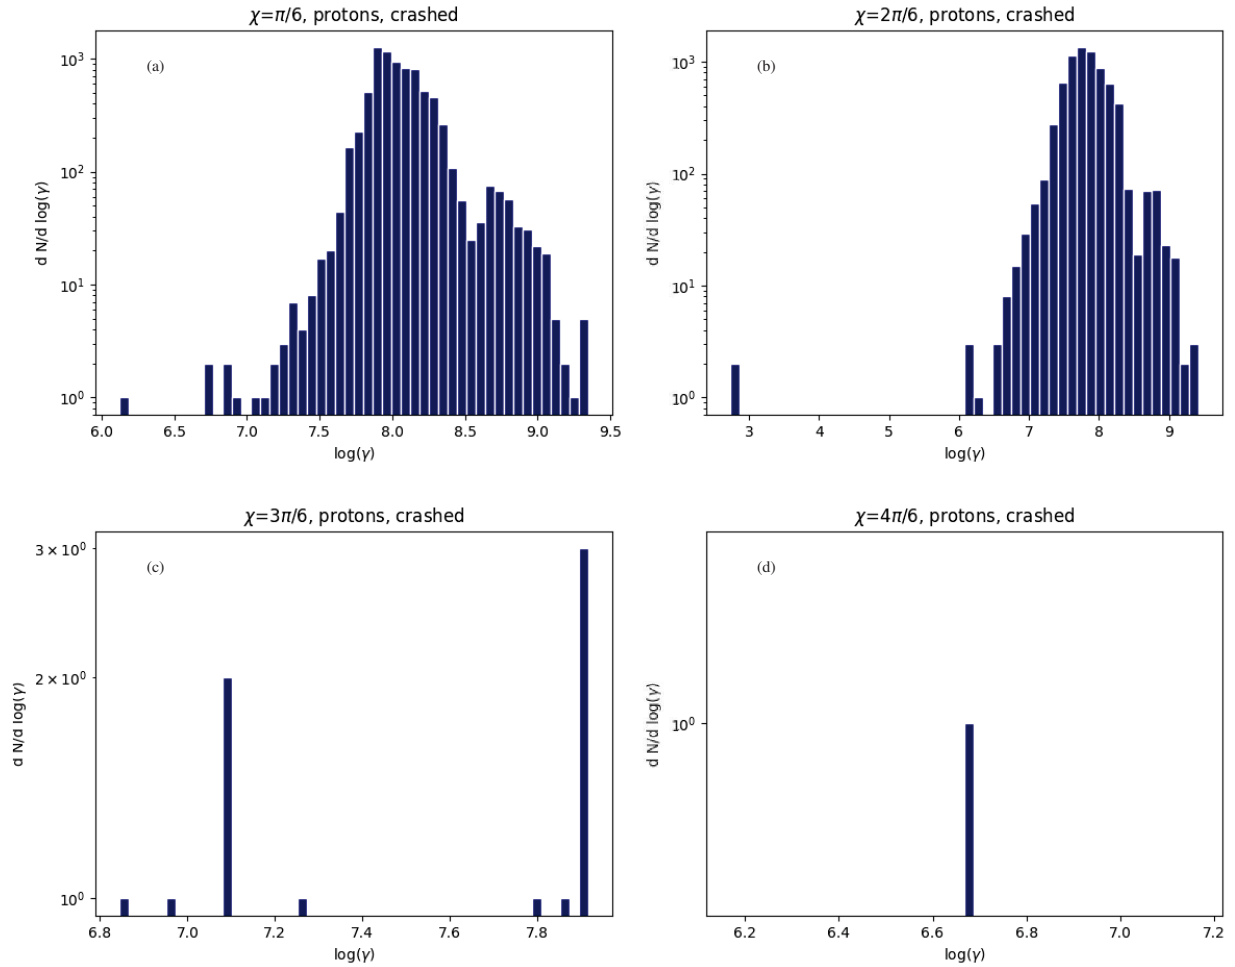 χ=π/6, protons, crashed
(a)
d N/d log(γ)
10³
10²
10¹
10⁰
6.0 6.5 7.0 7.5 8.0 8.5 9.0 9.5
log(γ)
χ=2π/6, protons, crashed
(b)
d N/d log(γ)
10³
10²
10¹
10⁰
3 4 5 6 7 8 9
log(γ)
χ=3π/6, protons, crashed
(c)
d N/d log(γ)
3 × 10⁰
2 × 10⁰
10⁰
6.8 7.0 7.2 7.4 7.6 7.8
log(γ)
χ=4π/6, protons, crashed
(d)
d N/d log(γ)
10⁰
6.2 6.4 6.6 6.8 7.0 7.2
log(γ)